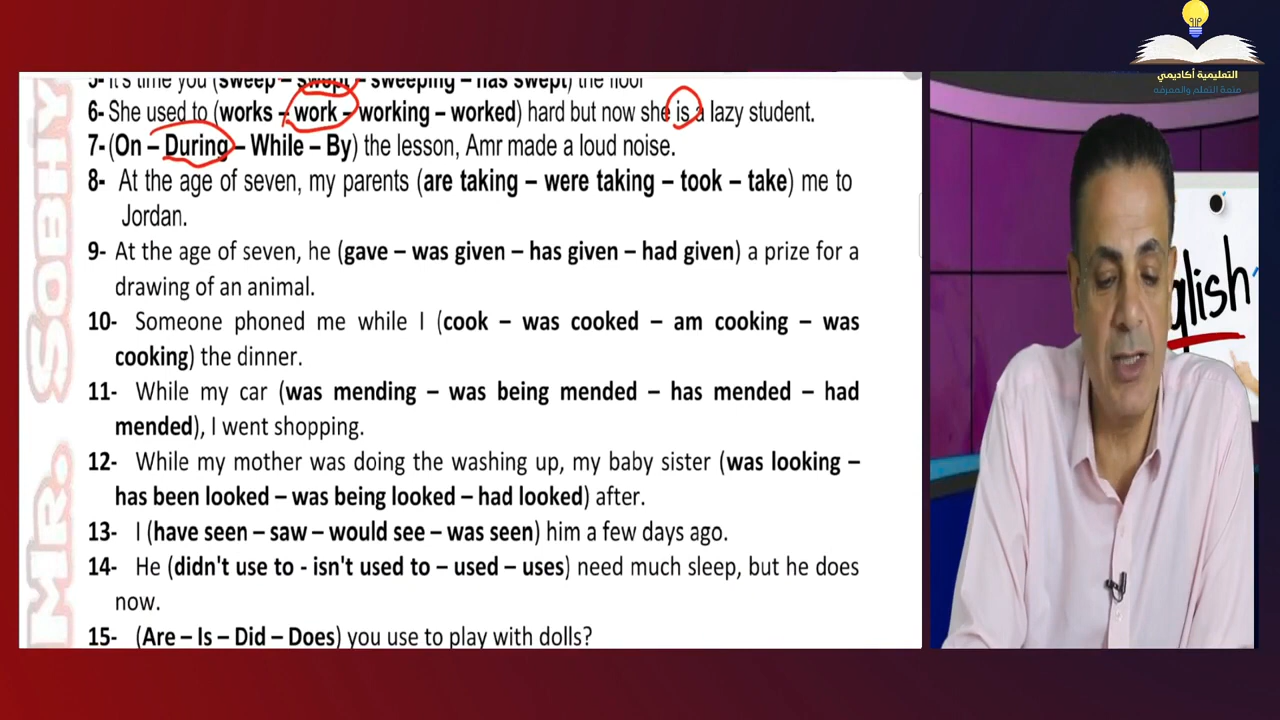 التعليمية أكاديمي
منصة التعلم والمعرفه
5- It's time you (sweep – swept – sweeping – has swept) the floor
6- She used to (works – work – working – worked) hard but now she is a lazy student.
7- (On – During – While – By) the lesson, Amr made a loud noise.
8- At the age of seven, my parents (are taking – were taking – took – take) me to
Jordan.
9- At the age of seven, he (gave – was given – has given – had given) a prize for a
drawing of an animal.
10- Someone phoned me while I (cook – was cooked – am cooking – was
cooking) the dinner.
11- While my car (was mending – was being mended – has mended – had
mended), I went shopping.
12- While my mother was doing the washing up, my baby sister (was looking –
has been looked – was being looked – had looked) after.
13- I (have seen – saw – would see – was seen) him a few days ago.
14- He (didn't use to - isn't used to – used – uses) need much sleep, but he does
now.
15- (Are – Is – Did – Does) you use to play with dolls?
MR. SOBHY
glish